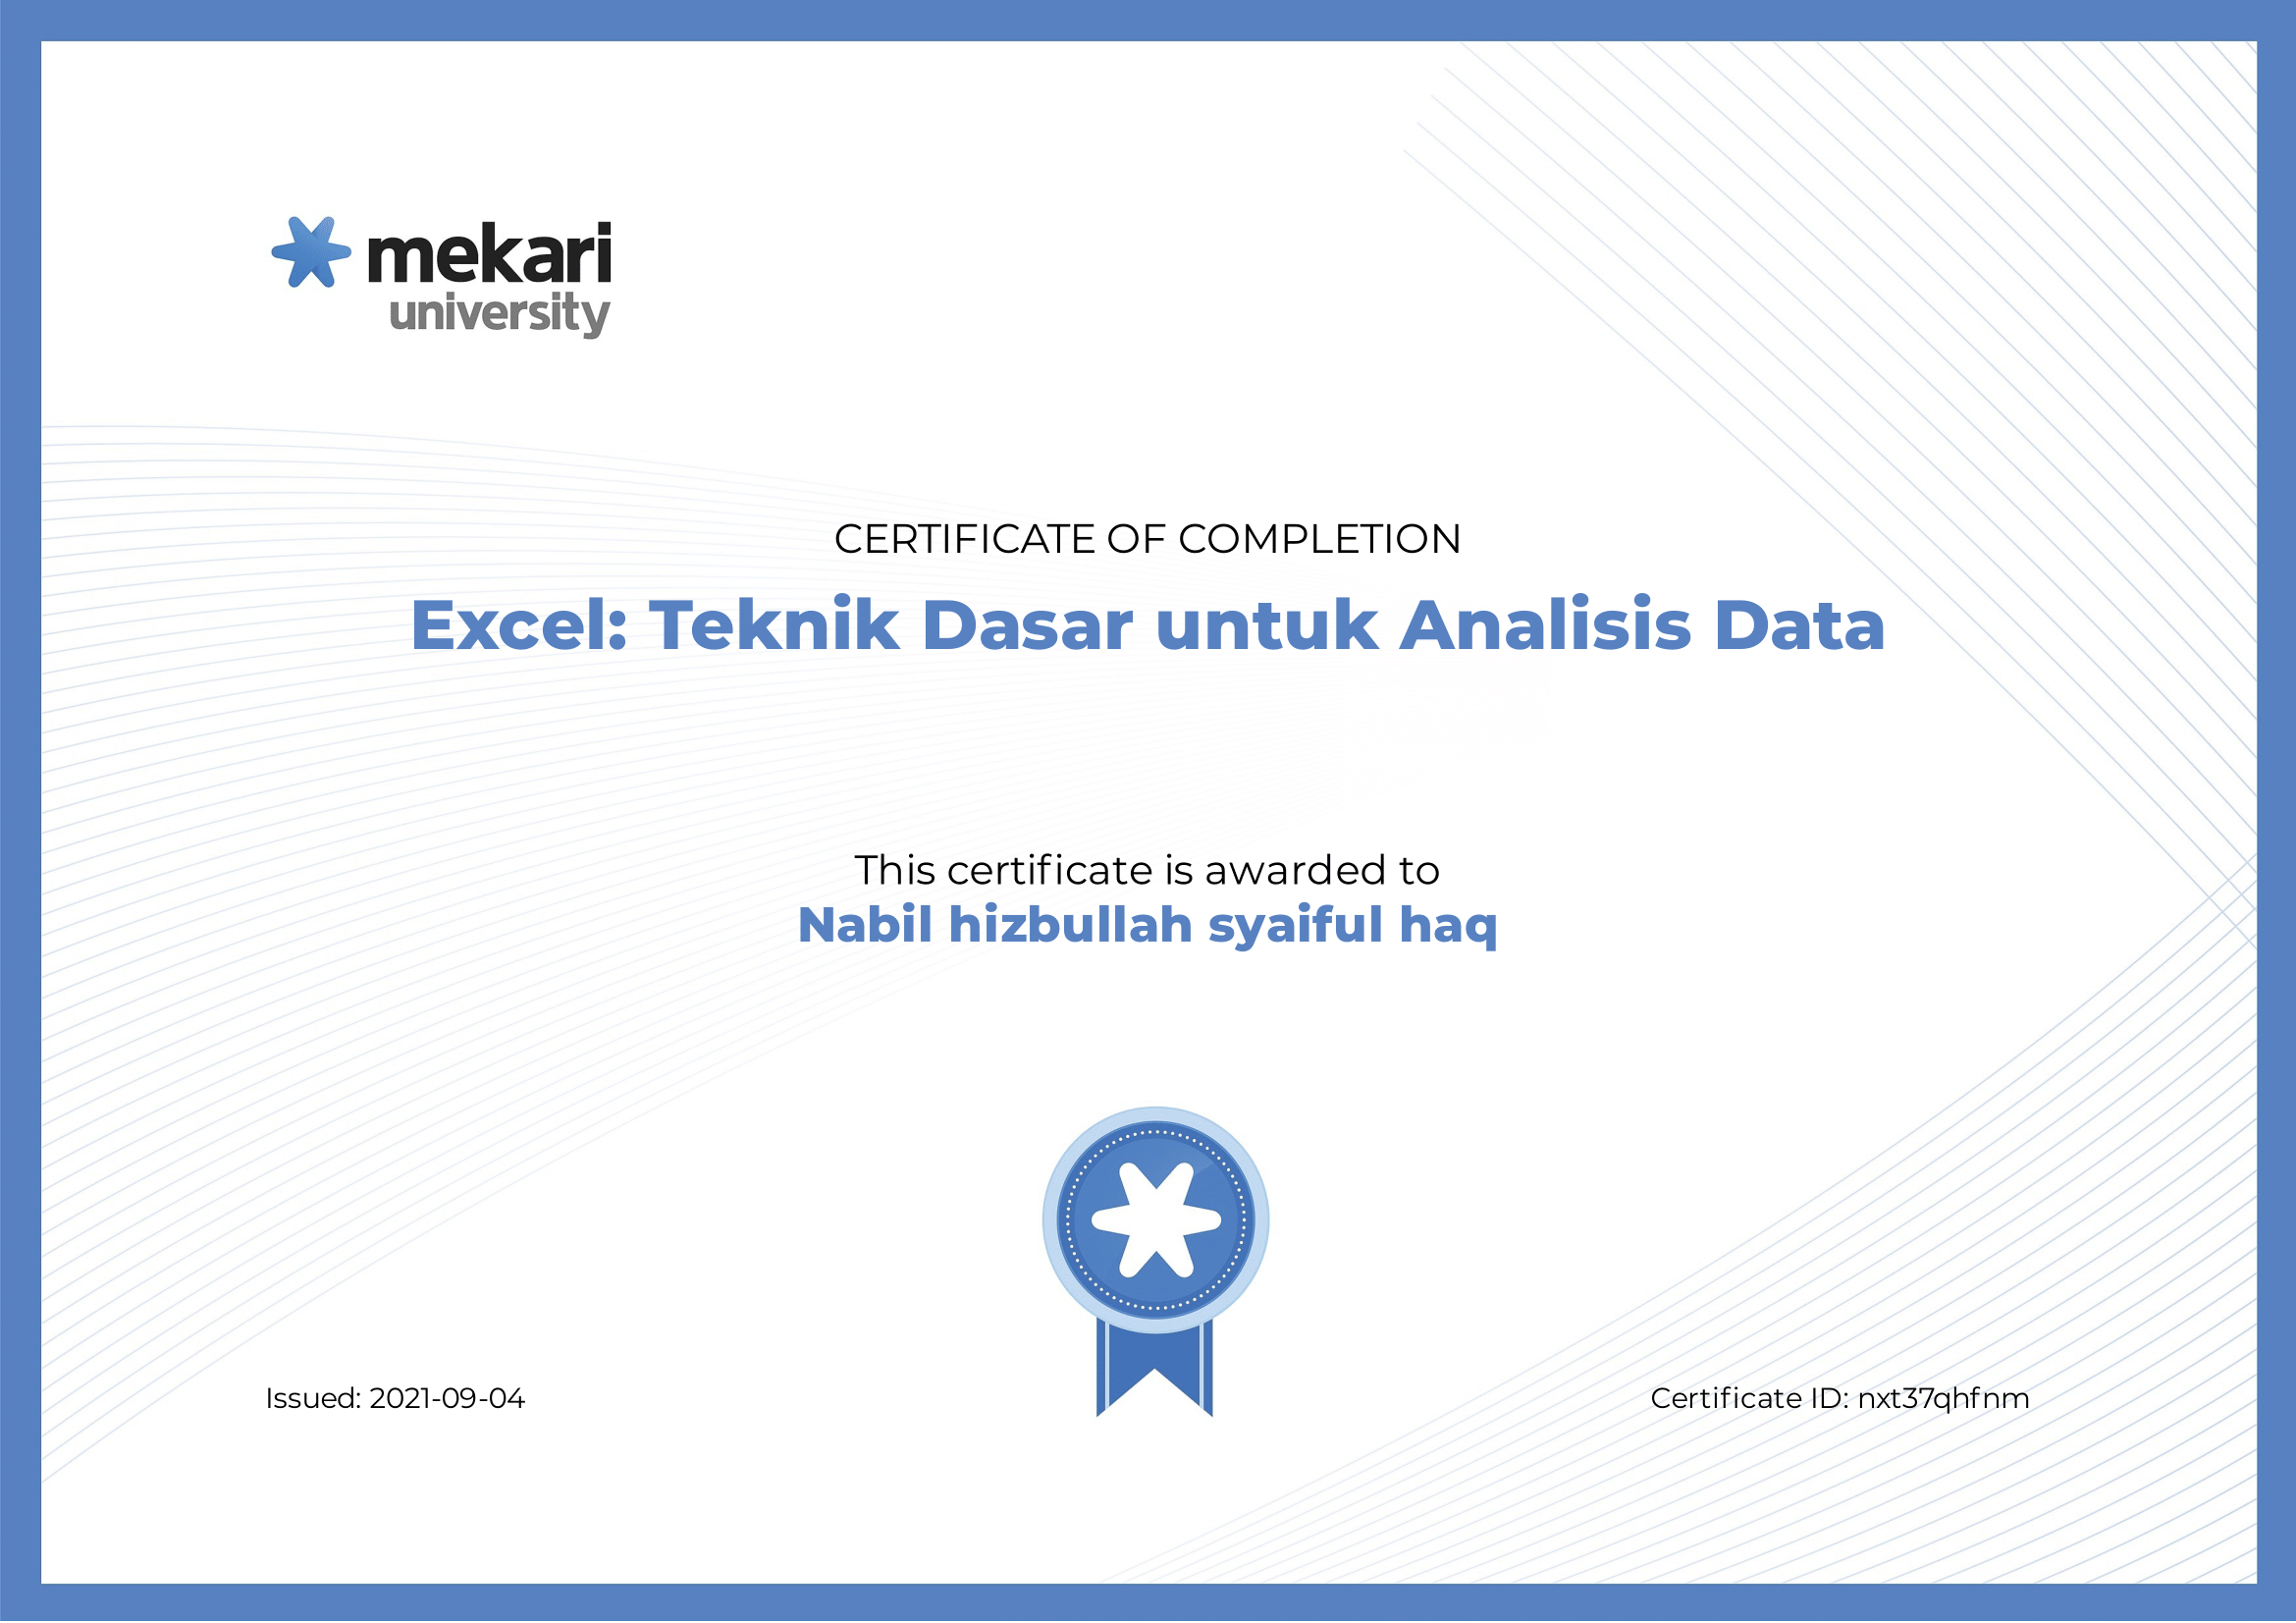 mekari
university
CERTIFICATE OF COMPLETION
Excel: Teknik Dasar untuk Analisis Data
This certificate is awarded to
Nabil hizbullah syaiful haq
Issued: 2021-09-04
Certificate ID: nxt37qhfnm